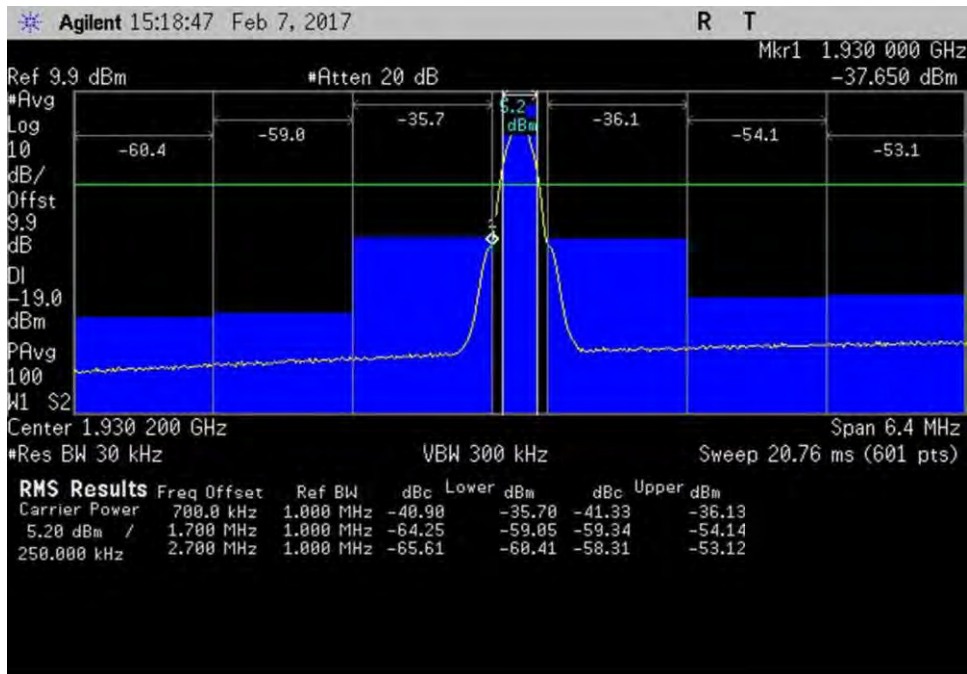 Agilent 15:18:47 Feb 7, 2017 R T
Mkr1 1.930 000 GHz
Ref 9.9 dBm #Atten 20 dB -37.650 dBm
#Avg
Log
10
dB/
Offst
9.9
dB
DI
-19.0
dBm
PAvg
100
W1 S2
-60.4 -59.0 -35.7 5.2 dBm -36.1 -54.1 -53.1
1
Center 1.930 200 GHz Span 6.4 MHz
#Res BW 30 kHz VBW 300 kHz Sweep 20.76 ms (601 pts)
RMS Results Freq Offset Ref BW dBc Lower dBm dBc Upper dBm
Carrier Power 700.0 kHz 1.000 MHz -40.90 -35.70 -41.33 -36.13
5.20 dBm / 1.700 MHz 1.000 MHz -64.25 -59.05 -59.34 -54.14
250.000 kHz 2.700 MHz 1.000 MHz -65.61 -60.41 -58.31 -53.12